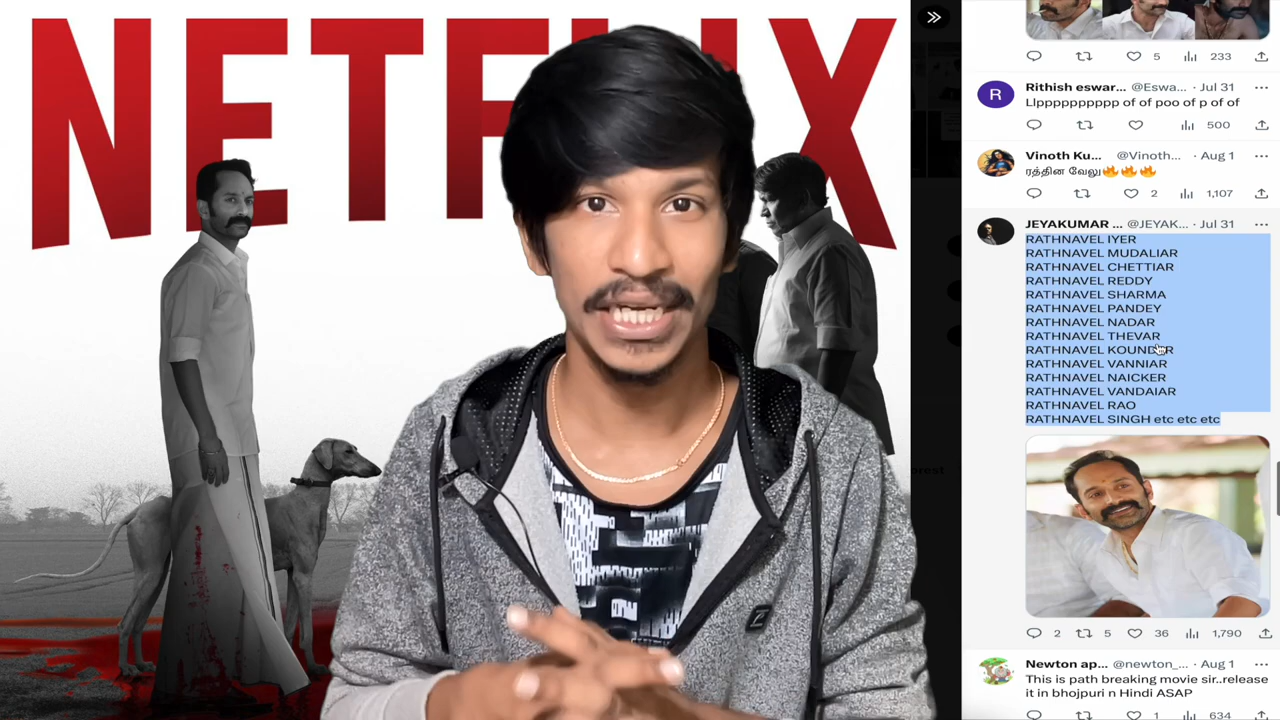 NETFLIX
5
233
Rithish eswar... @Eswa... · Jul 31
Llpppppppppp of of poo of p of of
500
Vinoth Ku... @Vinoth... · Aug 1
ரத்தின வேலு🔥🔥🔥
2
1,107
JEYAKUMAR ... @JEYAK... · Jul 31
RATHNAVEL IYER
RATHNAVEL MUDALIAR
RATHNAVEL CHETTIAR
RATHNAVEL REDDY
RATHNAVEL SHARMA
RATHNAVEL PANDEY
RATHNAVEL NADAR
RATHNAVEL THEVAR
RATHNAVEL KOUNDER
RATHNAVEL VANNIAR
RATHNAVEL NAICKER
RATHNAVEL VANDAIAR
RATHNAVEL RAO
RATHNAVEL SINGH etc etc etc
2
5
36
1,790
Newton ap... @newton_... · Aug 1
This is path breaking movie sir..release
it in bhojpuri n Hindi ASAP
1
634